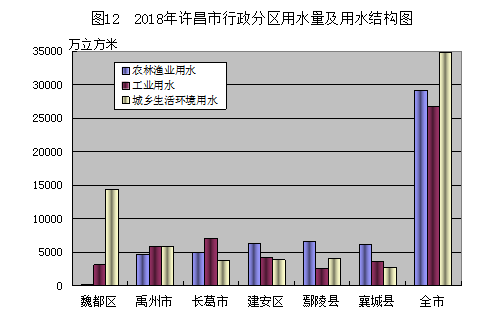 图12 2018年许昌市行政分区用水量及用水结构图
万立方米
35000
30000
25000
20000
15000
10000
5000
0
农林渔业用水
工业用水
城乡生活环境用水
魏都区 禹州市 长葛市 建安区 鄢陵县 襄城县 全市